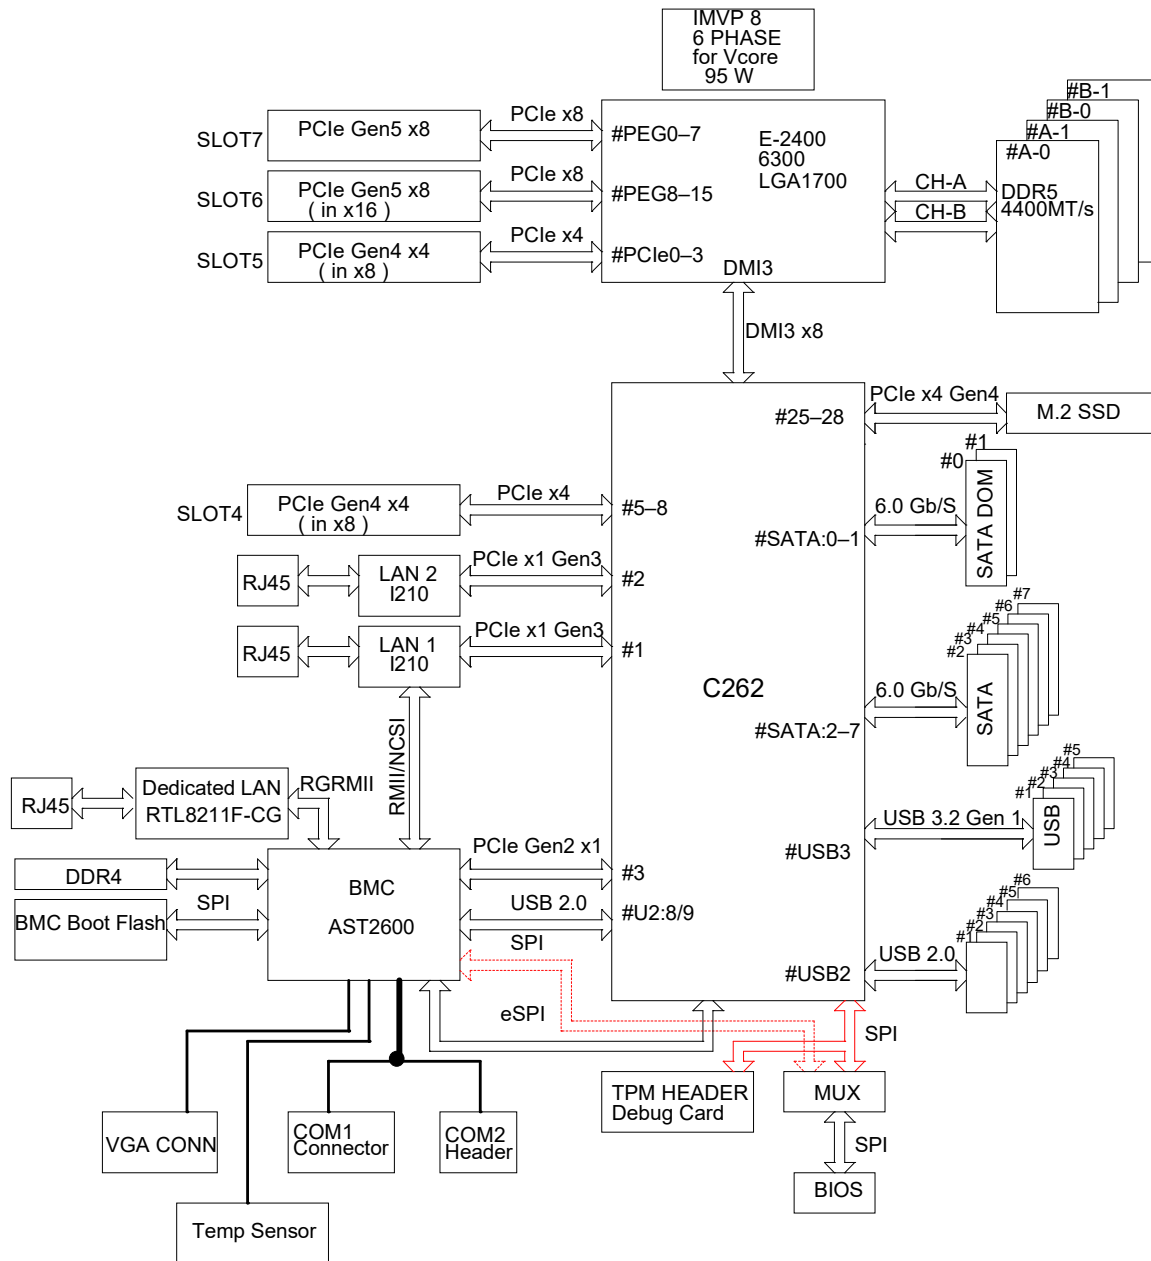 IMVP 8
6 PHASE
for Vcore
95 W
SLOT7
PCIe Gen5 x8
PCIe x8
#PEG0–7
E-2400
6300
LGA1700
SLOT6
PCIe Gen5 x8
( in x16 )
PCIe x8
#PEG8–15
SLOT5
PCIe Gen4 x4
( in x8 )
PCIe x4
#PCIe0–3
DMI3
CH-A
CH-B
#B-1
#B-0
#A-1
#A-0
DDR5
4400MT/s
DMI3 x8
#25–28
PCIe x4 Gen4
M.2 SSD
SLOT4
PCIe Gen4 x4
( in x8 )
PCIe x4
#5–8
#SATA:0–1
6.0 Gb/S
#1
#0
SATA DOM
RJ45
LAN 2
I210
PCIe x1 Gen3
#2
RJ45
LAN 1
I210
PCIe x1 Gen3
#1
C262
#SATA:2–7
6.0 Gb/S
#7
#6
#5
#4
#3
#2
SATA
RMII/NCSI
RJ45
Dedicated LAN
RTL8211F-CG
RGRMII
#USB3
USB 3.2 Gen 1
#5
#4
#3
#2
#1
USB
DDR4
BMC Boot Flash
SPI
BMC
AST2600
PCIe Gen2 x1
#3
USB 2.0
#U2:8/9
SPI
#USB2
USB 2.0
#6
#5
#4
#3
#2
#1
eSPI
SPI
TPM HEADER
Debug Card
MUX
SPI
BIOS
VGA CONN
COM1
Connector
COM2
Header
Temp Sensor